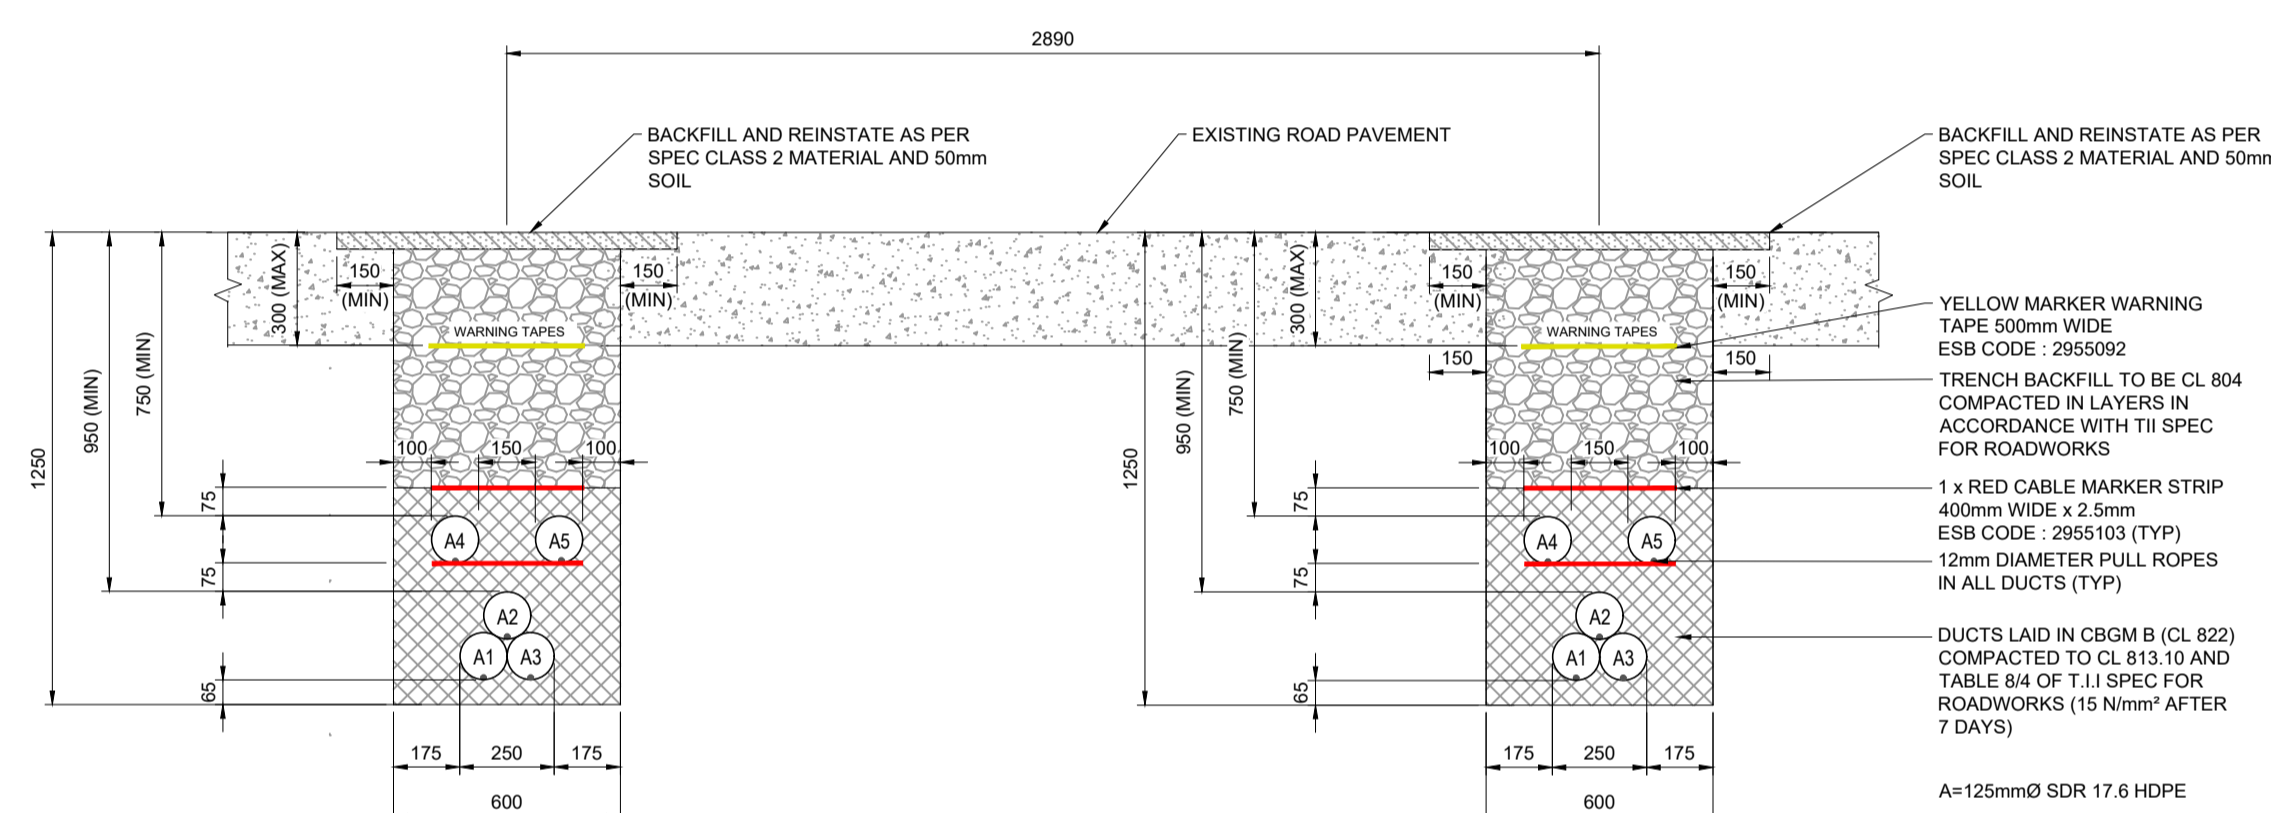 2890
BACKFILL AND REINSTATE AS PER
SPEC CLASS 2 MATERIAL AND 50mm
SOIL
EXISTING ROAD PAVEMENT
BACKFILL AND REINSTATE AS PER
SPEC CLASS 2 MATERIAL AND 50mm
SOIL
1250
950 (MIN)
750 (MIN)
300 (MAX)
150
(MIN)
150
(MIN)
WARNING TAPES
100
150
100
75
75
65
A4
A5
A2
A1
A3
175
250
175
600
1250
950 (MIN)
750 (MIN)
300 (MAX)
150
(MIN)
150
(MIN)
WARNING TAPES
150
150
100
150
100
75
75
65
A4
A5
A2
A1
A3
175
250
175
600
YELLOW MARKER WARNING
TAPE 500mm WIDE
ESB CODE : 2955092
TRENCH BACKFILL TO BE CL 804
COMPACTED IN LAYERS IN
ACCORDANCE WITH TII SPEC
FOR ROADWORKS
1 x RED CABLE MARKER STRIP
400mm WIDE x 2.5mm
ESB CODE : 2955103 (TYP)
12mm DIAMETER PULL ROPES
IN ALL DUCTS (TYP)
DUCTS LAID IN CBGM B (CL 822)
COMPACTED TO CL 813.10 AND
TABLE 8/4 OF T.I.I SPEC FOR
ROADWORKS (15 N/mm² AFTER
7 DAYS)
A=125mmØ SDR 17.6 HDPE